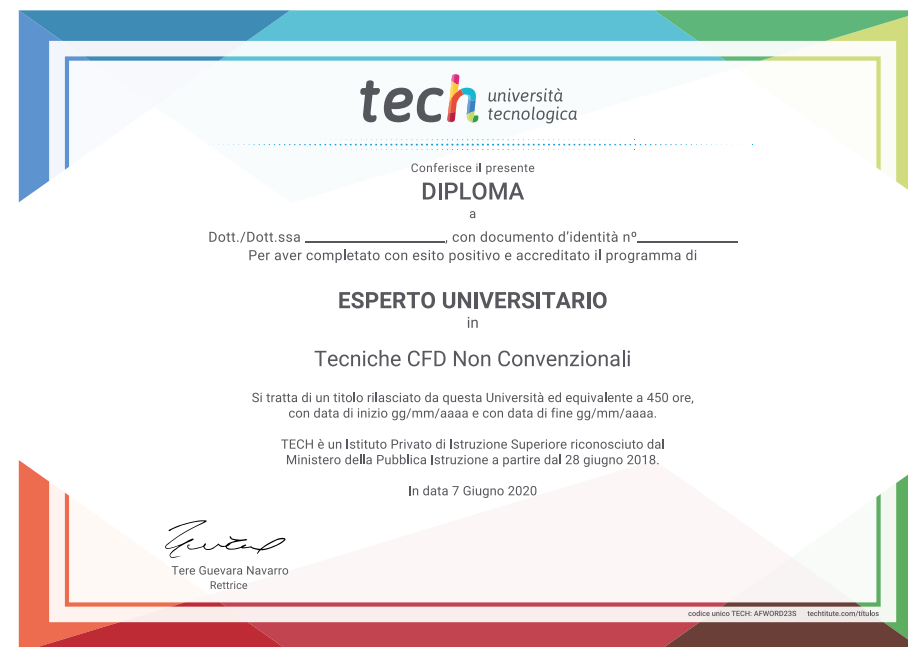 tech università
tecnologica
Conferisce il presente
DIPLOMA
a
Dott./Dott.ssa ____________________, con documento d'identità nº______________
Per aver completato con esito positivo e accreditato il programma di
ESPERTO UNIVERSITARIO
in
Tecniche CFD Non Convenzionali
Si tratta di un titolo rilasciato da questa Università ed equivalente a 450 ore,
con data di inizio gg/mm/aaaa e con data di fine gg/mm/aaaa.
TECH è un Istituto Privato di Istruzione Superiore riconosciuto dal
Ministero della Pubblica Istruzione a partire dal 28 giugno 2018.
In data 7 Giugno 2020
Tere Guevara Navarro
Rettrice
codice unico TECH: AFWORD23S techtitute.com/titulos